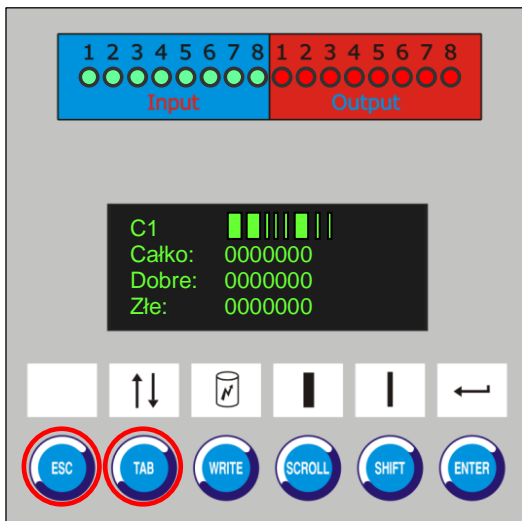 1 2 3 4 5 6 7 8 1 2 3 4 5 6 7 8
Input Output
C1
Całko: 0000000
Dobre: 0000000
Złe: 0000000
ESC TAB WRITE SCROLL SHIFT ENTER